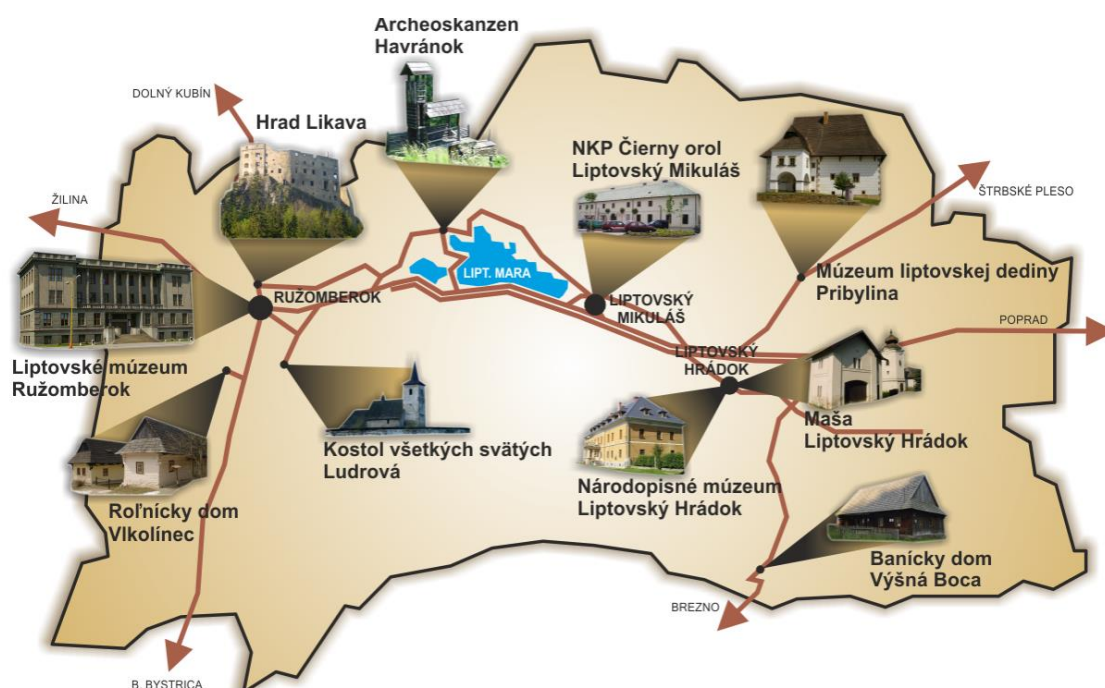 Archeoskanzen
Havránok
DOLNÝ KUBÍN
Hrad Likava
NKP Čierny orol
Liptovský Mikuláš
ŠTRBSKÉ PLESO
ŽILINA
LIPT. MARA
Múzeum liptovskej dediny
Pribylina
RUŽOMBEROK
LIPTOVSKÝ
MIKULÁŠ
POPRAD
Liptovské múzeum
Ružomberok
LIPTOVSKÝ
HRÁDOK
Maša
Liptovský Hrádok
Kostol všetkých svätých
Ludrová
Národopisné múzeum
Liptovský Hrádok
Roľnícky dom
Vlkolínec
Banícky dom
Výšná Boca
BREZNO
B. BYSTRICA